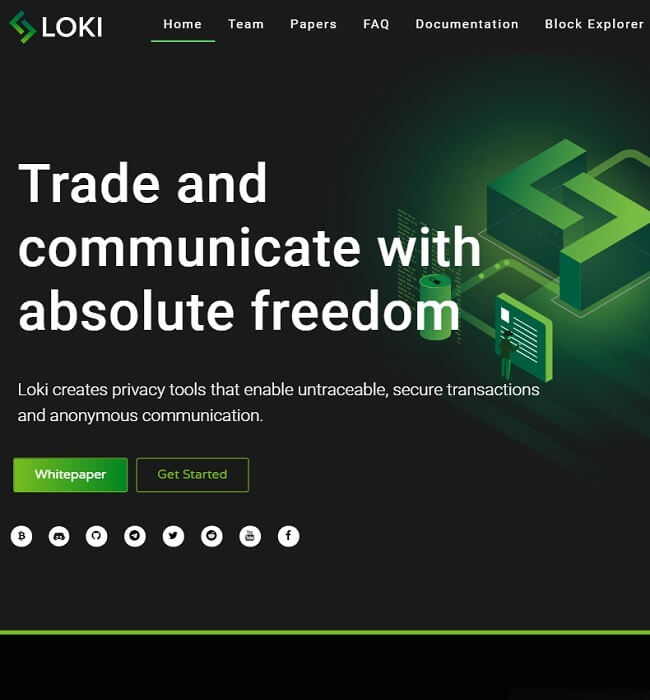 LOKI
Home Team Papers FAQ Documentation Block Explorer
Trade and
communicate with
absolute freedom
Loki creates privacy tools that enable untraceable, secure transactions
and anonymous communication.
Whitepaper Get Started